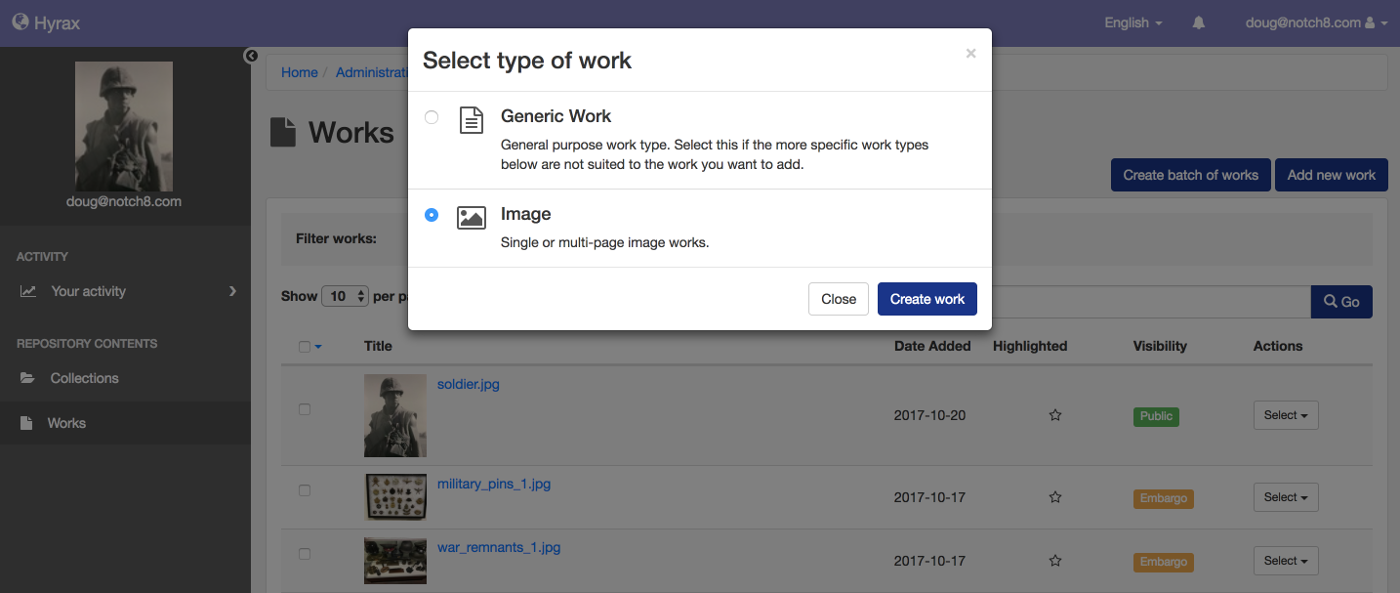 Hyrax
English
doug@notch8.com
doug@notch8.com
ACTIVITY
Your activity
REPOSITORY CONTENTS
Collections
Works
Home / Administrati
Works
Create batch of works
Add new work
Filter works:
Show 10 per pa
Go
Title
Date Added
Highlighted
Visibility
Actions
soldier.jpg
2017-10-20
Public
Select
military_pins_1.jpg
2017-10-17
Embargo
Select
war_remnants_1.jpg
2017-10-17
Embargo
Select
Select type of work
×
Generic Work
General purpose work type. Select this if the more specific work types
below are not suited to the work you want to add.
Image
Single or multi-page image works.
Close
Create work